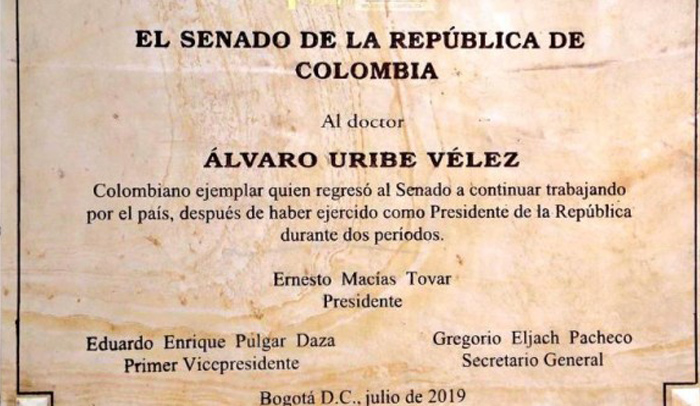 EL SENADO DE LA REPÚBLICA DE
COLOMBIA
Al doctor
ÁLVARO URIBE VÉLEZ
Colombiano ejemplar quien regresó al Senado a continuar trabajando
por el país, después de haber ejercido como Presidente de la República
durante dos períodos.
Ernesto Macías Tovar
Presidente
Eduardo Enrique Pulgar Daza
Primer Vicepresidente
Gregorio Eljach Pacheco
Secretario General
Bogotá D.C., julio de 2019